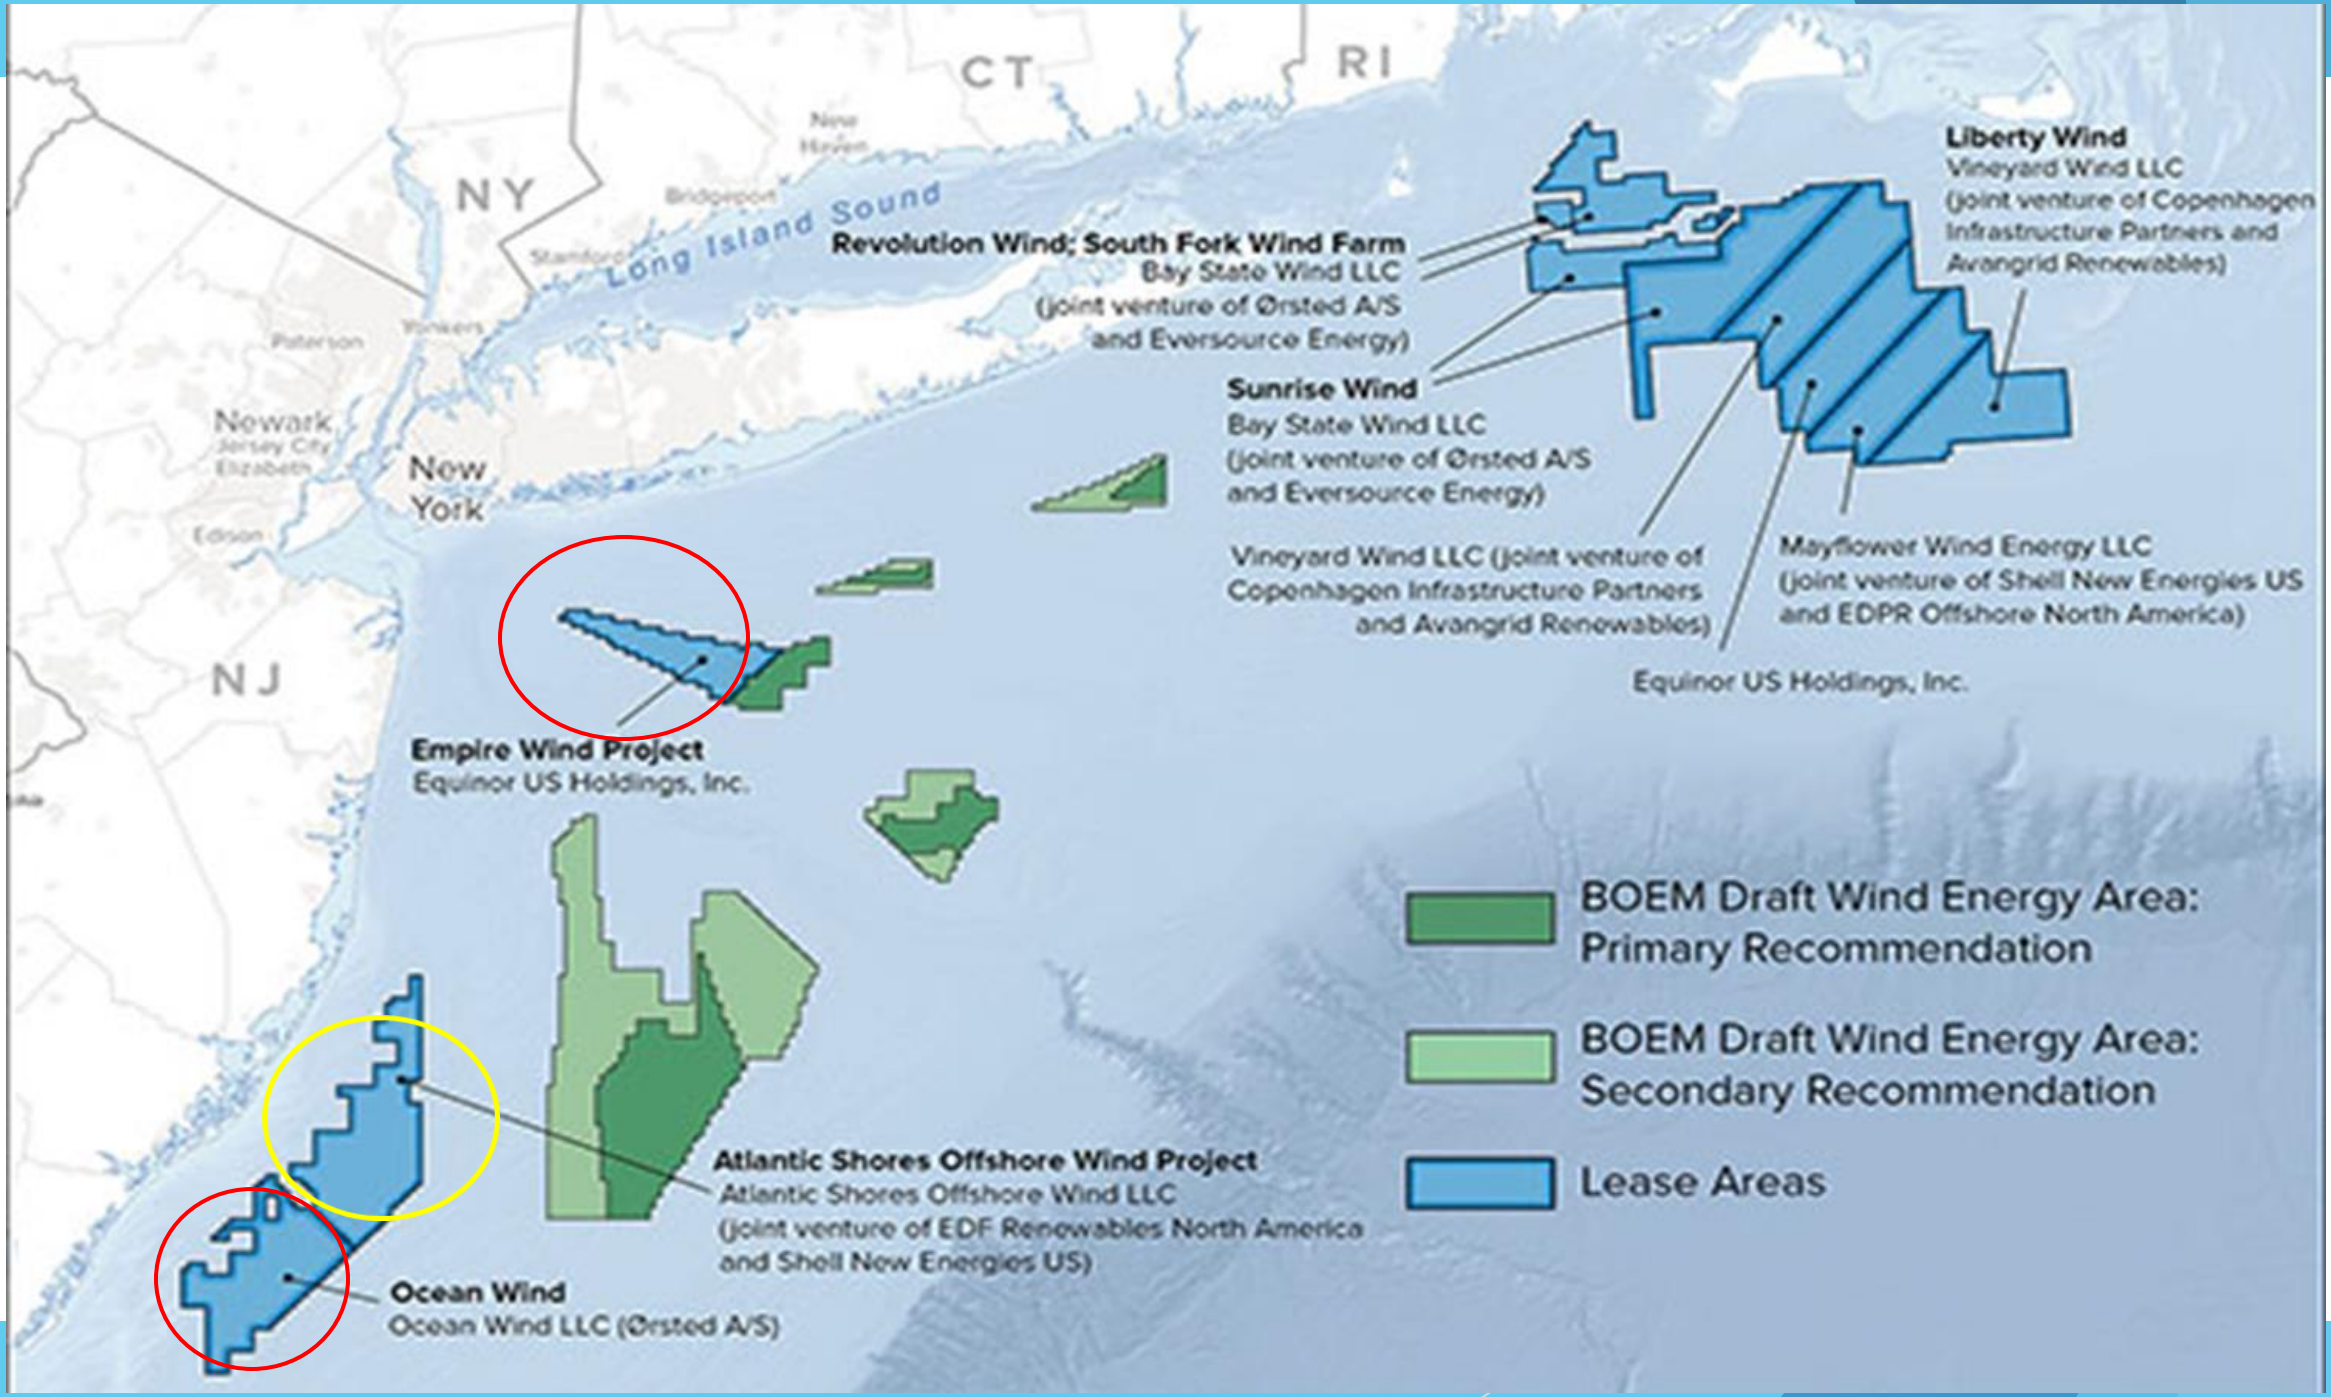 CT
RI
NY
New
Haven
Bridgeport
Stamford
Long Island Sound
Yonkers
Paterson
Newark
Jersey City
Elizabeth
New
York
Edison
NJ
Revolution Wind; South Fork Wind Farm
Bay State Wind LLC
(joint venture of Ørsted A/S
and Eversource Energy)
Liberty Wind
Vineyard Wind LLC
(joint venture of Copenhagen
Infrastructure Partners and
Avangrid Renewables)
Sunrise Wind
Bay State Wind LLC
(joint venture of Ørsted A/S
and Eversource Energy)
Vineyard Wind LLC (joint venture of
Copenhagen Infrastructure Partners
and Avangrid Renewables)
Mayflower Wind Energy LLC
(joint venture of Shell New Energies US
and EDPR Offshore North America)
Equinor US Holdings, Inc.
Empire Wind Project
Equinor US Holdings, Inc.
BOEM Draft Wind Energy Area:
Primary Recommendation
BOEM Draft Wind Energy Area:
Secondary Recommendation
Lease Areas
Atlantic Shores Offshore Wind Project
Atlantic Shores Offshore Wind LLC
(joint venture of EDF Renewables North America
and Shell New Energies US)
Ocean Wind
Ocean Wind LLC (Ørsted A/S)